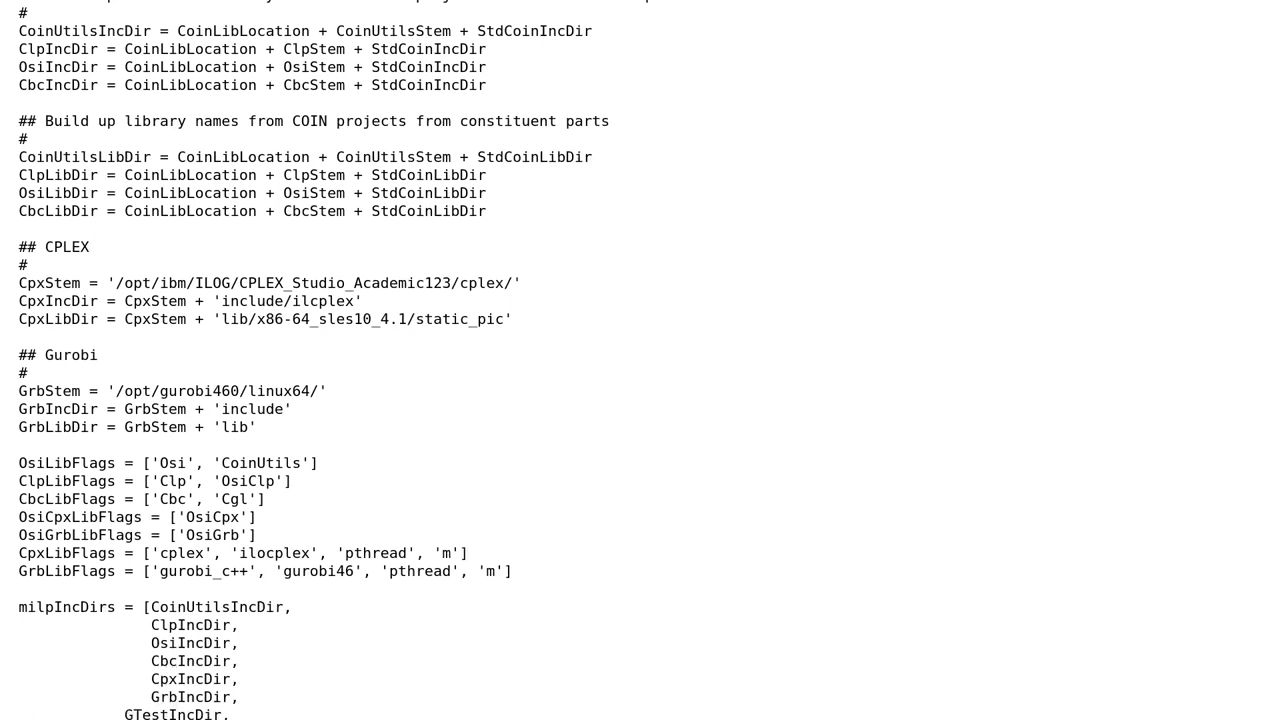 #
CoinUtilsIncDir = CoinLibLocation + CoinUtilsStem + StdCoinIncDir
ClpIncDir = CoinLibLocation + ClpStem + StdCoinIncDir
OsiIncDir = CoinLibLocation + OsiStem + StdCoinIncDir
CbcIncDir = CoinLibLocation + CbcStem + StdCoinIncDir

## Build up library names from COIN projects from constituent parts
#
CoinUtilsLibDir = CoinLibLocation + CoinUtilsStem + StdCoinLibDir
ClpLibDir = CoinLibLocation + ClpStem + StdCoinLibDir
OsiLibDir = CoinLibLocation + OsiStem + StdCoinLibDir
CbcLibDir = CoinLibLocation + CbcStem + StdCoinLibDir

## CPLEX
#
CpxStem = '/opt/ibm/ILOG/CPLEX_Studio_Academic123/cplex/'
CpxIncDir = CpxStem + 'include/ilcplex'
CpxLibDir = CpxStem + 'lib/x86-64_sles10_4.1/static_pic'

## Gurobi
#
GrbStem = '/opt/gurobi460/linux64/'
GrbIncDir = GrbStem + 'include'
GrbLibDir = GrbStem + 'lib'

OsiLibFlags = ['Osi', 'CoinUtils']
ClpLibFlags = ['Clp', 'OsiClp']
CbcLibFlags = ['Cbc', 'Cgl']
OsiCpxLibFlags = ['OsiCpx']
OsiGrbLibFlags = ['OsiGrb']
CpxLibFlags = ['cplex', 'ilocplex', 'pthread', 'm']
GrbLibFlags = ['gurobi_c++', 'gurobi46', 'pthread', 'm']

milpIncDirs = [CoinUtilsIncDir,
               ClpIncDir,
               OsiIncDir,
               CbcIncDir,
               CpxIncDir,
               GrbIncDir,
            GTestIncDir,